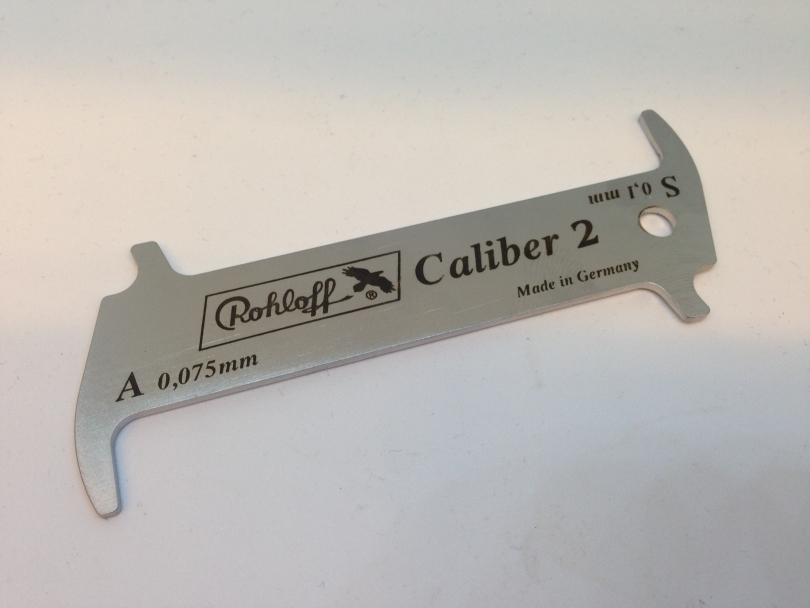 S 0,1 mm
Caliber 2
Rohloff ®
Made in Germany
A 0,075mm